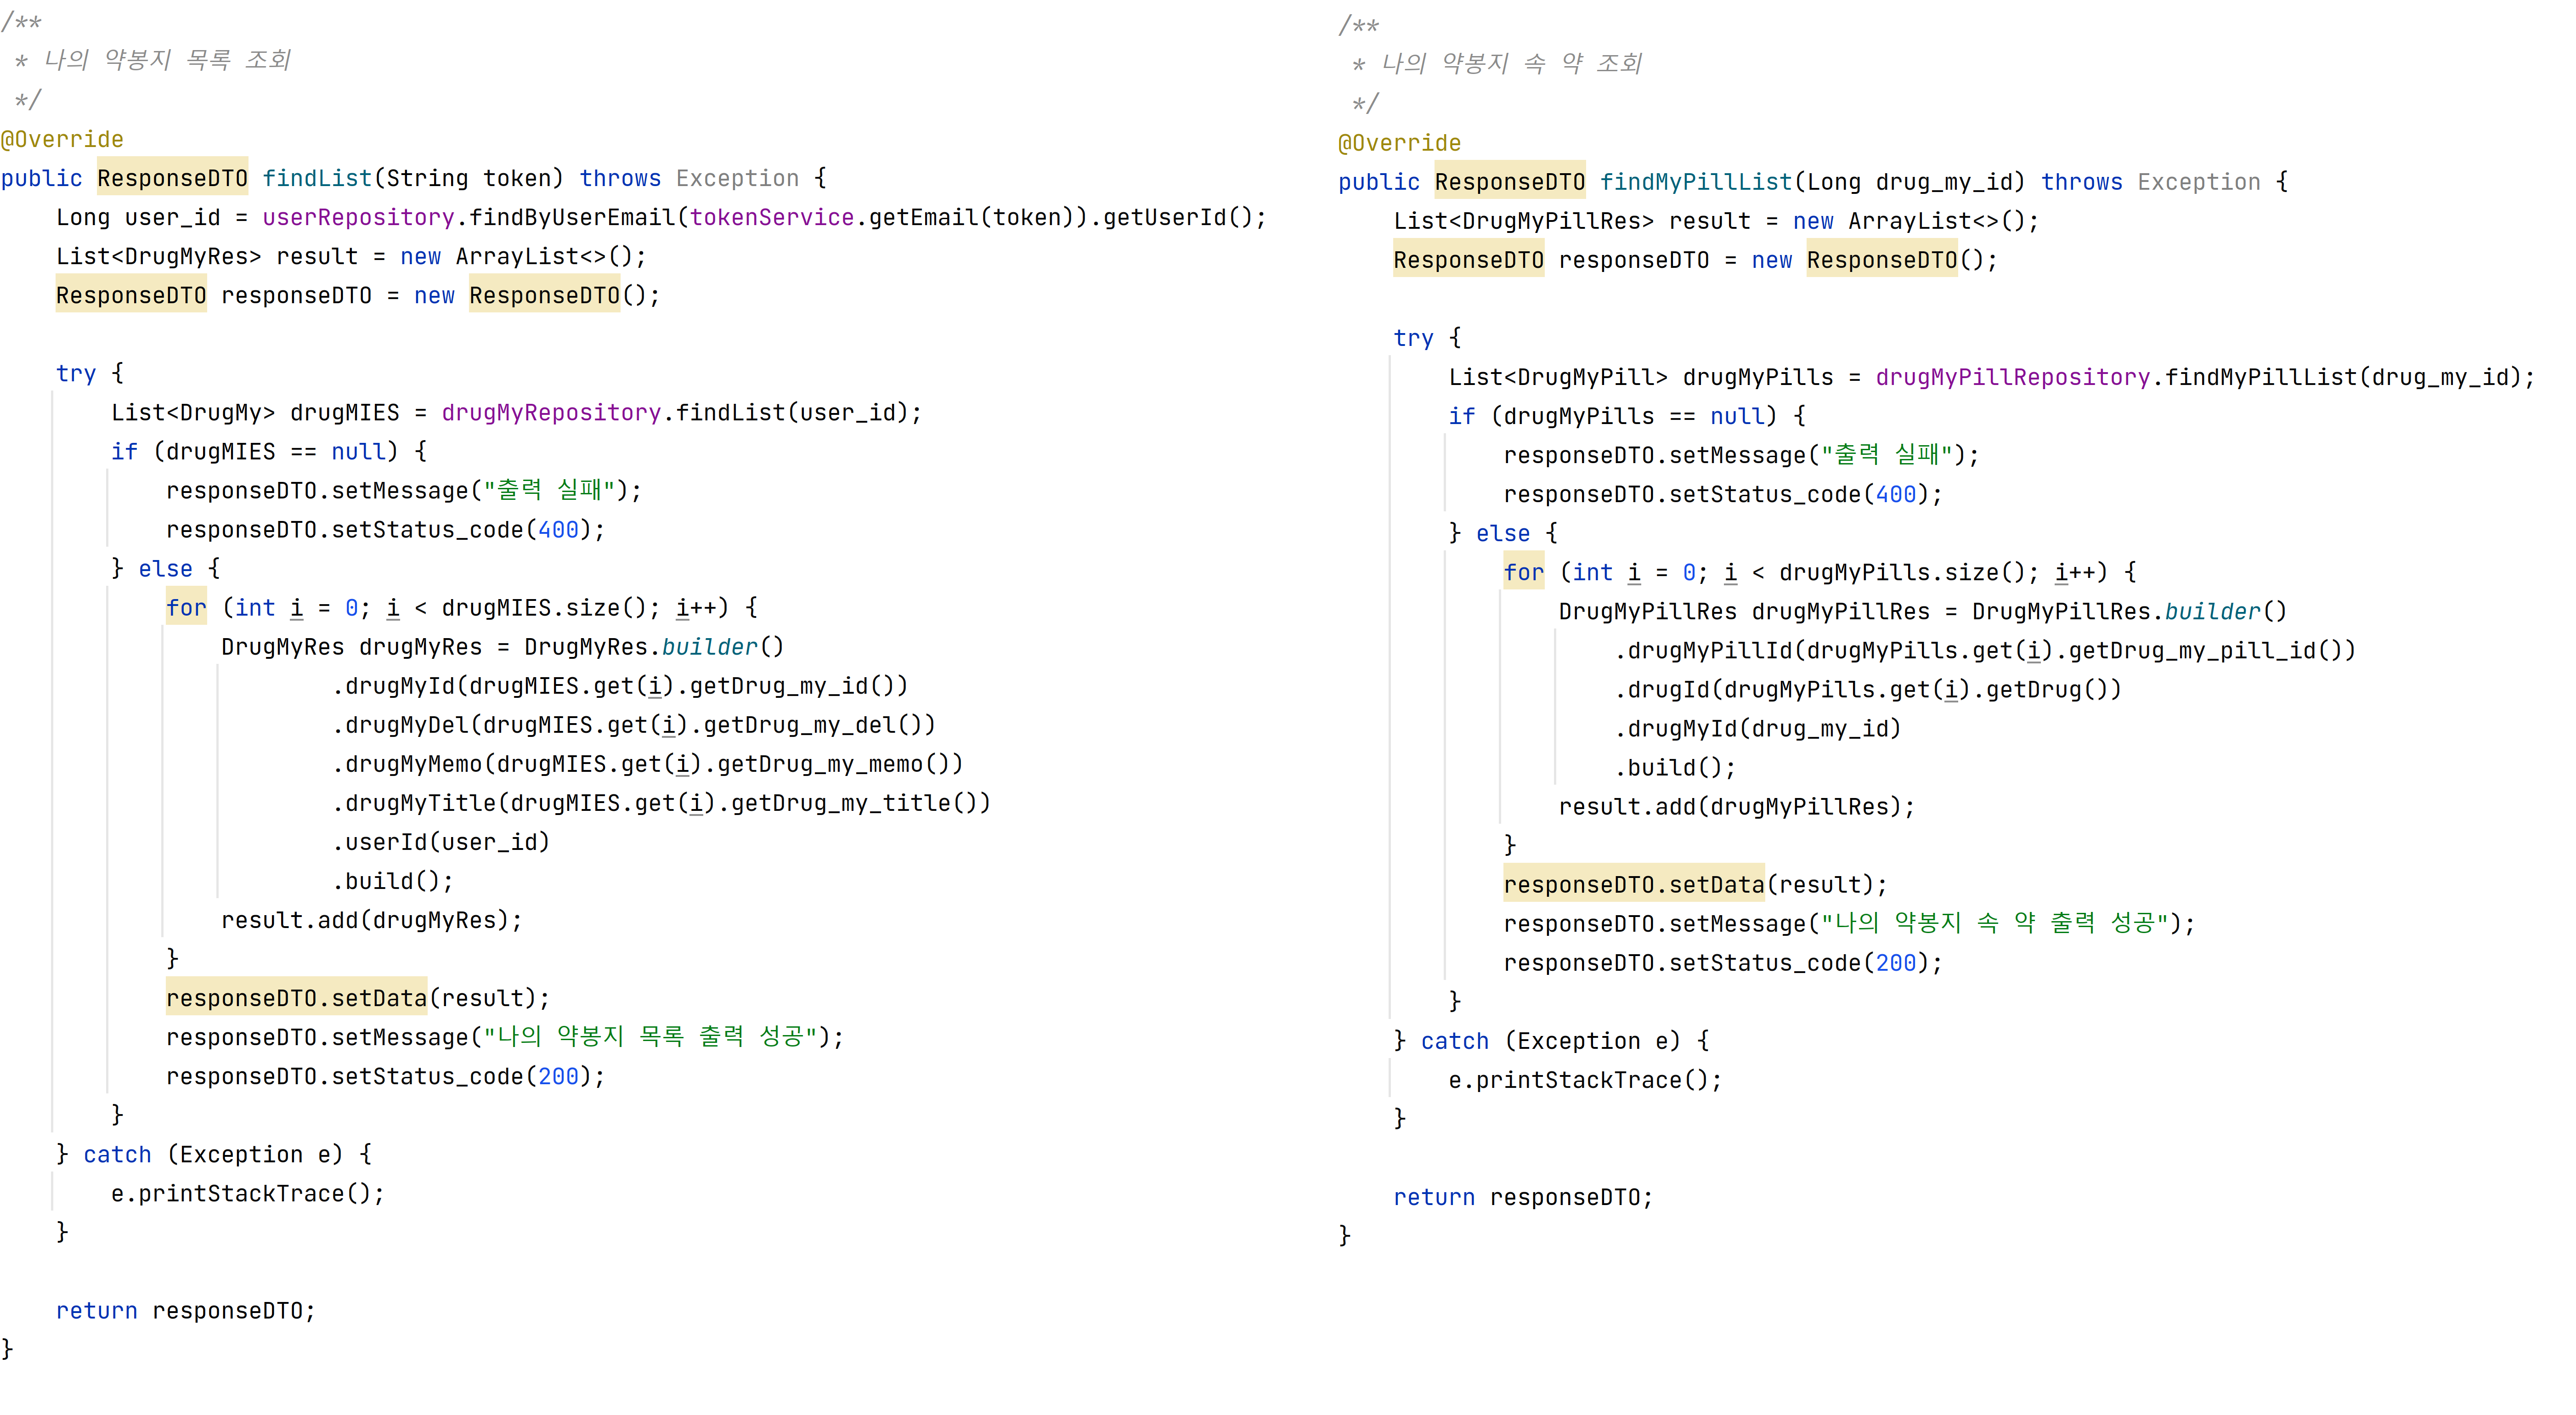 /**
 * 나의 약봉지 목록 조회
 */
@Override
public ResponseDTO findList(String token) throws Exception {
    Long user_id = userRepository.findByUserEmail(tokenService.getEmail(token)).getUserId();
    List<DrugMyRes> result = new ArrayList<>();
    ResponseDTO responseDTO = new ResponseDTO();

    try {
        List<DrugMy> drugMIES = drugMyRepository.findList(user_id);
        if (drugMIES == null) {
            responseDTO.setMessage("출력 실패");
            responseDTO.setStatus_code(400);
        } else {
            for (int i = 0; i < drugMIES.size(); i++) {
                DrugMyRes drugMyRes = DrugMyRes.builder()
                        .drugMyId(drugMIES.get(i).getDrug_my_id())
                        .drugMyDel(drugMIES.get(i).getDrug_my_del())
                        .drugMyMemo(drugMIES.get(i).getDrug_my_memo())
                        .drugMyTitle(drugMIES.get(i).getDrug_my_title())
                        .userId(user_id)
                        .build();
                result.add(drugMyRes);
            }
            responseDTO.setData(result);
            responseDTO.setMessage("나의 약봉지 목록 출력 성공");
            responseDTO.setStatus_code(200);
        }
    } catch (Exception e) {
        e.printStackTrace();
    }

    return responseDTO;
}
/**
 * 나의 약봉지 속 약 조회
 */
@Override
public ResponseDTO findMyPillList(Long drug_my_id) throws Exception {
    List<DrugMyPillRes> result = new ArrayList<>();
    ResponseDTO responseDTO = new ResponseDTO();

    try {
        List<DrugMyPill> drugMyPills = drugMyPillRepository.findMyPillList(drug_my_id);
        if (drugMyPills == null) {
            responseDTO.setMessage("출력 실패");
            responseDTO.setStatus_code(400);
        } else {
            for (int i = 0; i < drugMyPills.size(); i++) {
                DrugMyPillRes drugMyPillRes = DrugMyPillRes.builder()
                    .drugMyPillId(drugMyPills.get(i).getDrug_my_pill_id())
                    .drugId(drugMyPills.get(i).getDrug())
                    .drugMyId(drug_my_id)
                    .build();
                result.add(drugMyPillRes);
            }
            responseDTO.setData(result);
            responseDTO.setMessage("나의 약봉지 속 약 출력 성공");
            responseDTO.setStatus_code(200);
        }
    } catch (Exception e) {
        e.printStackTrace();
    }

    return responseDTO;
}